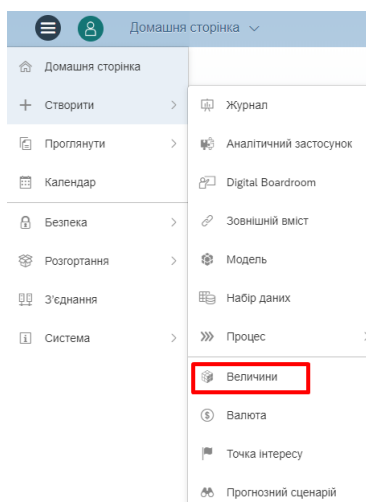 Домашня сторінка
Домашня сторінка
Створити
Проглянути
Календар
Безпека
Розгортання
З'єднання
Система
Журнал
Аналітичний застосунок
Digital Boardroom
Зовнішній вміст
Модель
Набір даних
Процес
Величини
Валюта
Точка інтересу
Прогнозний сценарій